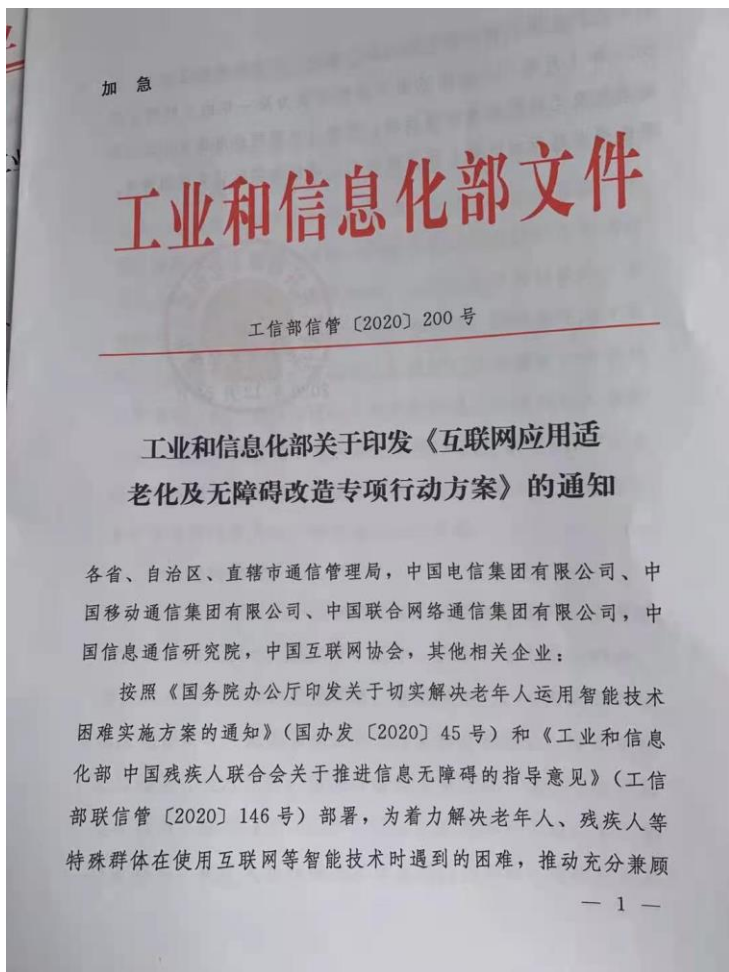 加 急
工业和信息化部文件
工信部信管〔2020〕200 号
工业和信息化部关于印发《互联网应用适
老化及无障碍改造专项行动方案》的通知
各省、自治区、直辖市通信管理局，中国电信集团有限公司、中
国移动通信集团有限公司、中国联合网络通信集团有限公司，中
国信息通信研究院，中国互联网协会，其他相关企业：
按照《国务院办公厅印发关于切实解决老年人运用智能技术
困难实施方案的通知》（国办发〔2020〕45 号）和《工业和信息
化部 中国残疾人联合会关于推进信息无障碍的指导意见》（工信
部联信管〔2020〕146 号）部署，为着力解决老年人、残疾人等
特殊群体在使用互联网等智能技术时遇到的困难，推动充分兼顾
— 1 —